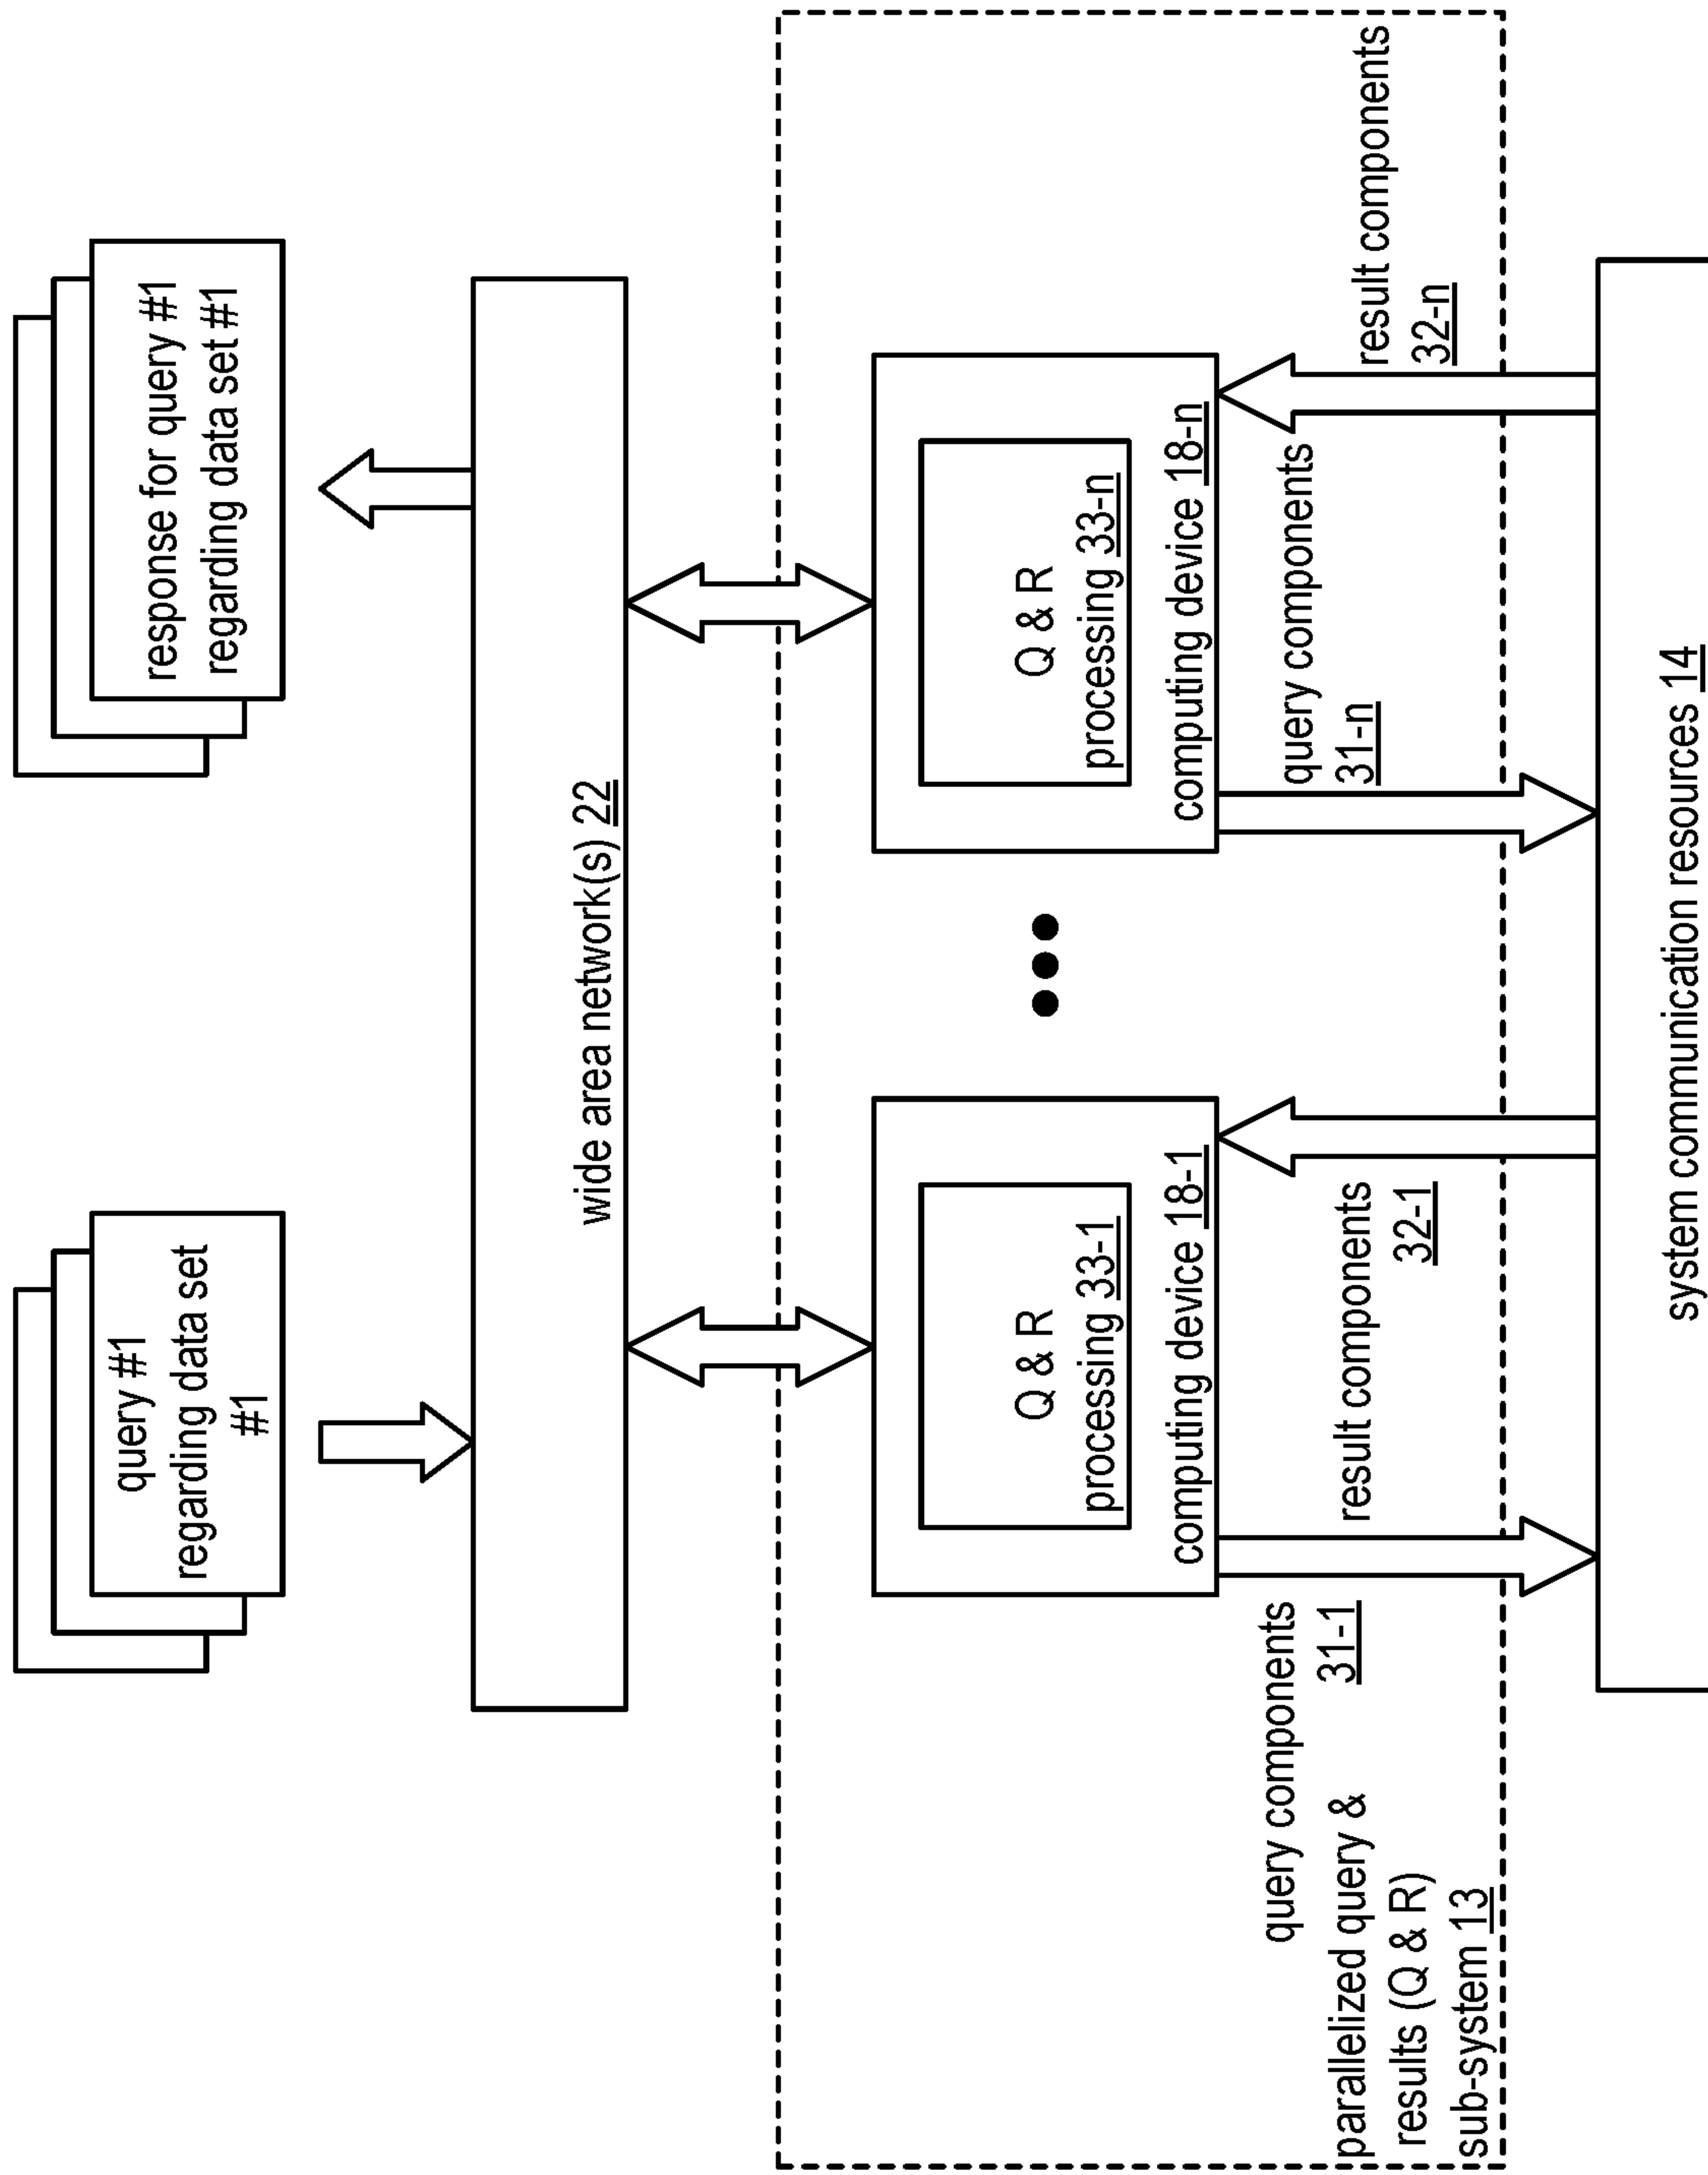 query #1
regarding data set
#1
response for query #1
regarding data set #1
wide area network(s) 22
Q & R
processing 33-1
computing device 18-1
Q & R
processing 33-n
computing device 18-n
query components
31-1
result components
32-1
query components
31-n
result components
32-n
parallelized query &
results (Q & R)
sub-system 13
system communication resources 14